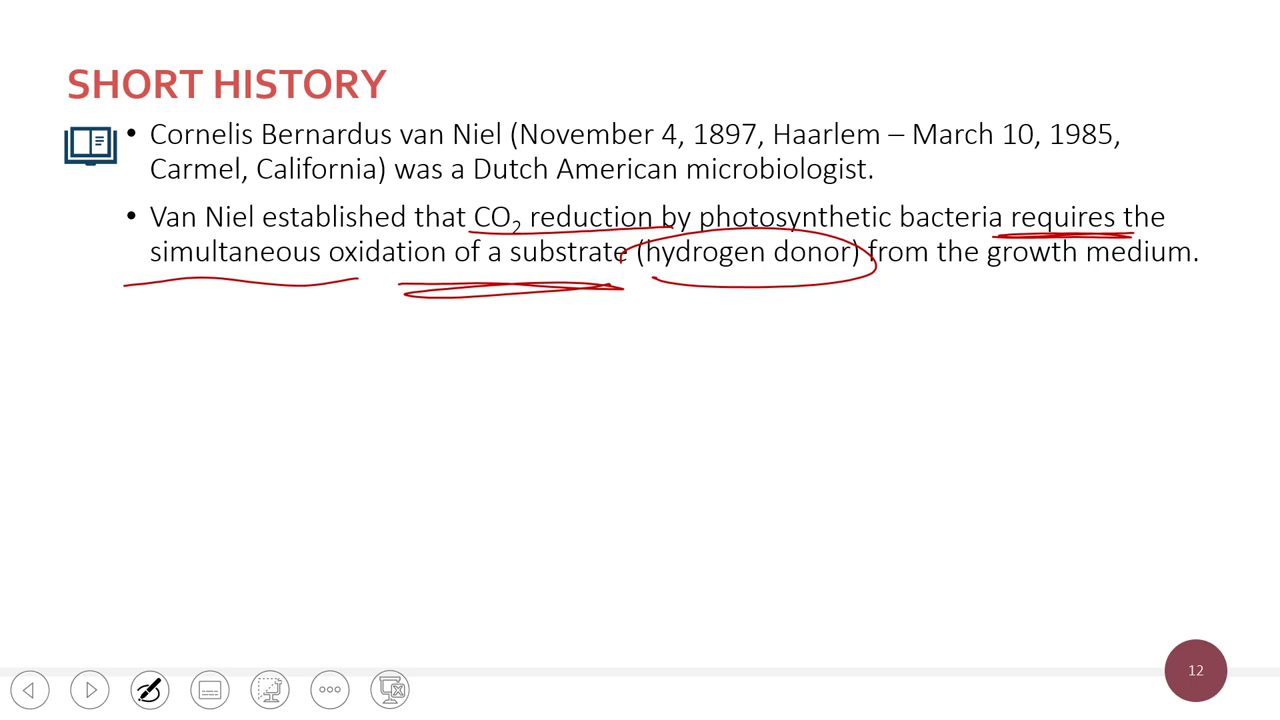 SHORT HISTORY
• Cornelis Bernardus van Niel (November 4, 1897, Haarlem – March 10, 1985,
Carmel, California) was a Dutch American microbiologist.
• Van Niel established that CO₂ reduction by photosynthetic bacteria requires the
simultaneous oxidation of a substrate (hydrogen donor) from the growth medium.
12